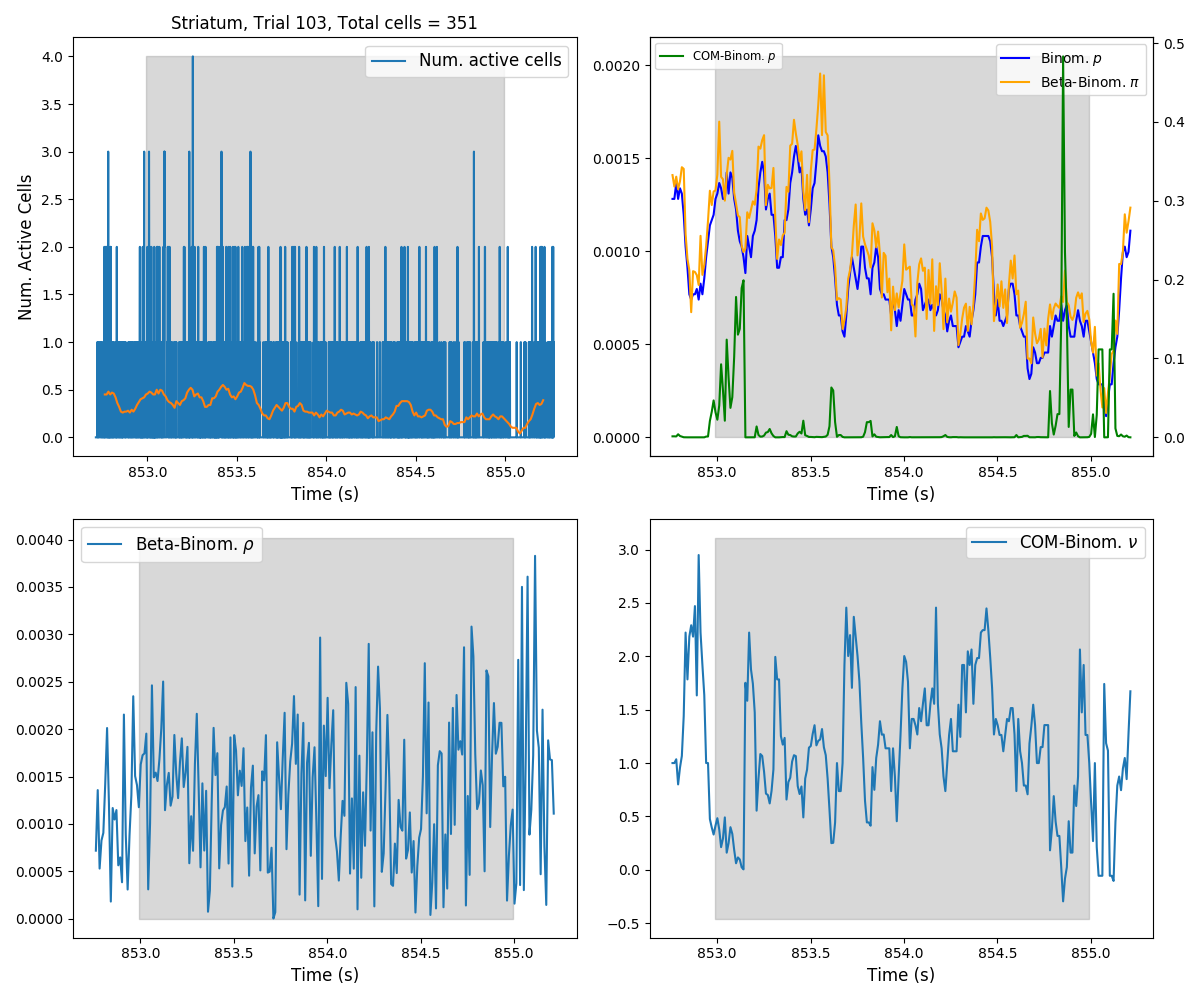 Striatum, Trial 103, Total cells = 351
Num. active cells
4.0
3.5
3.0
2.5
2.0
1.5
1.0
0.5
0.0
Num. Active Cells
853.0 853.5 854.0 854.5 855.0
Time (s)
COM-Binom. p
Binom. p
Beta-Binom. π
0.0020
0.0015
0.0010
0.0005
0.0000
0.5
0.4
0.3
0.2
0.1
0.0
853.0 853.5 854.0 854.5 855.0
Time (s)
Beta-Binom. ρ
0.0040
0.0035
0.0030
0.0025
0.0020
0.0015
0.0010
0.0005
0.0000
853.0 853.5 854.0 854.5 855.0
Time (s)
COM-Binom. ν
3.0
2.5
2.0
1.5
1.0
0.5
0.0
−0.5
853.0 853.5 854.0 854.5 855.0
Time (s)